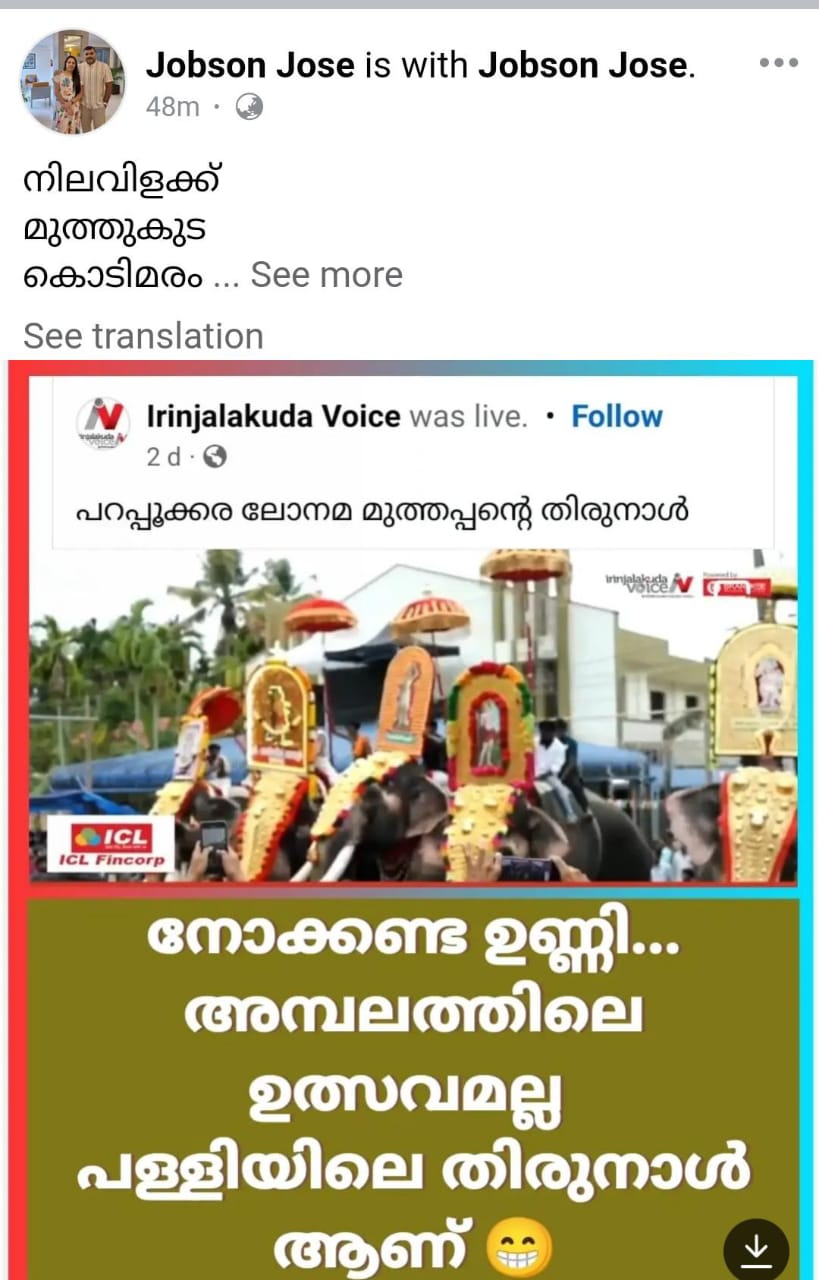 Jobson Jose is with Jobson Jose.
48m ·
നിലവിളക്ക്
മുത്തുകുട
കൊടിമരം ... See more
See translation
Irinjalakuda Voice was live. · Follow
2 d ·
പറപ്പൂക്കര ലോനമ മുത്തപ്പന്റെ തിരുനാൾ
irinjalakuda
voice
ICL
ICL Fincorp
നോക്കണ്ട ഉണ്ണി...
അമ്പലത്തിലെ
ഉത്സവമല്ല
പള്ളിയിലെ തിരുനാൾ
ആണ് 😁